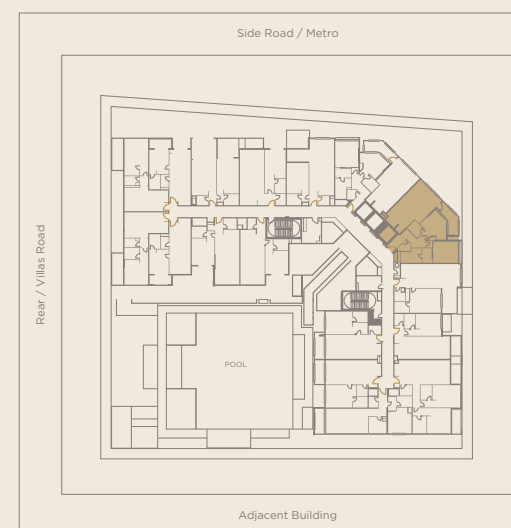 Side Road / Metro
Rear / Villas Road
POOL
Adjacent Building